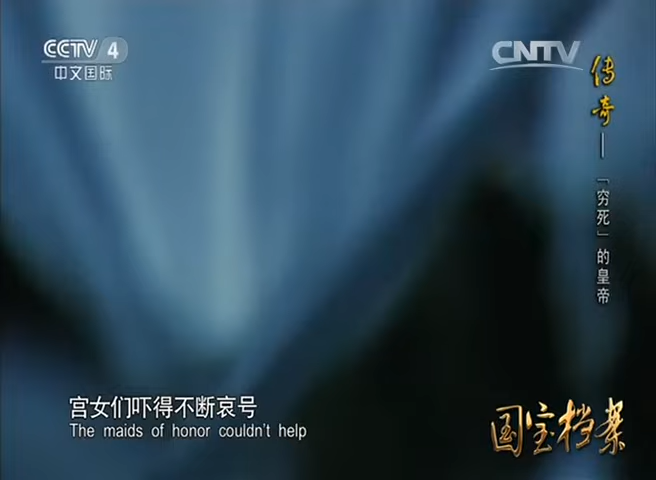 CCTV 4
中文国际
CNTV
传奇—「穷死」的皇帝
宫女们吓得不断哀号
The maids of honor couldn't help
国宝档案